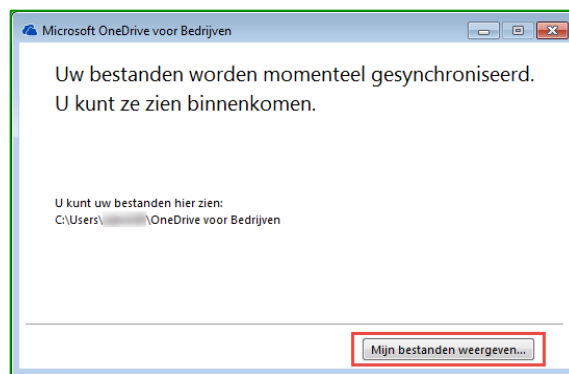 Microsoft OneDrive voor Bedrijven
Uw bestanden worden momenteel gesynchroniseerd.
U kunt ze zien binnenkomen.
U kunt uw bestanden hier zien:
C:\Users\ \OneDrive voor Bedrijven
Mijn bestanden weergeven...